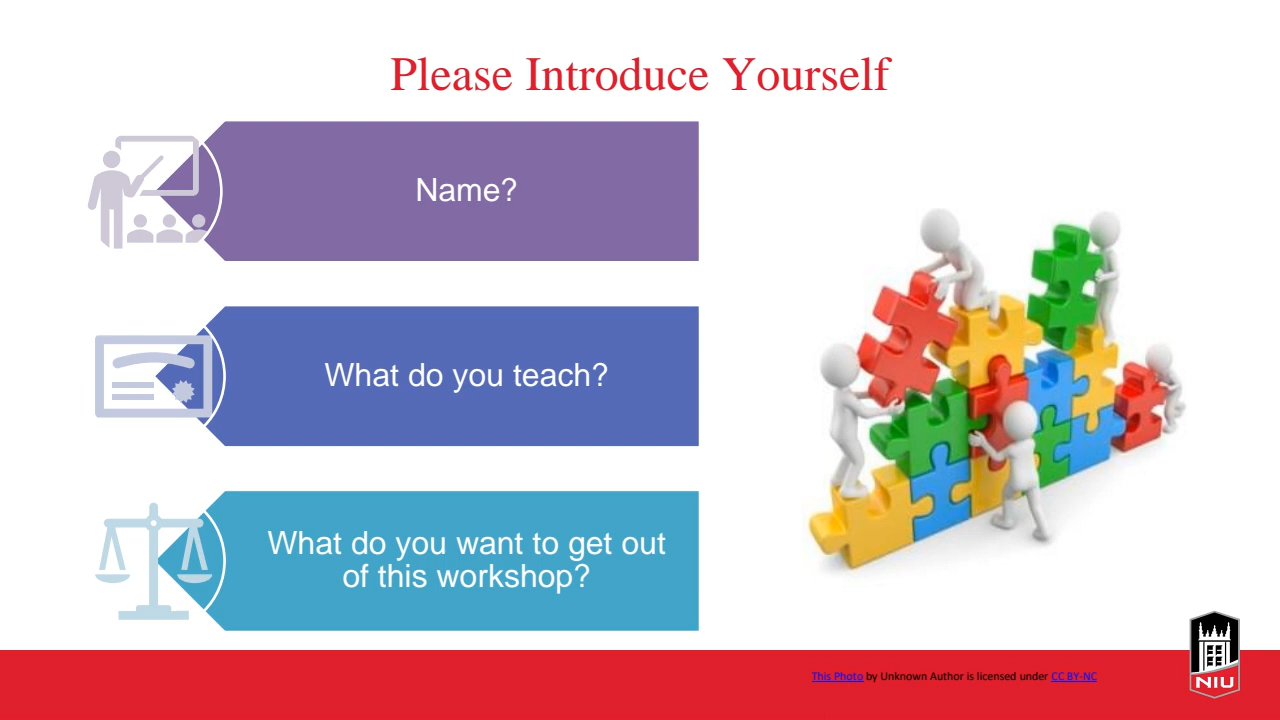 Please Introduce Yourself
Name?
What do you teach?
What do you want to get out
of this workshop?
This Photo by Unknown Author is licensed under CC BY-NC
NIU